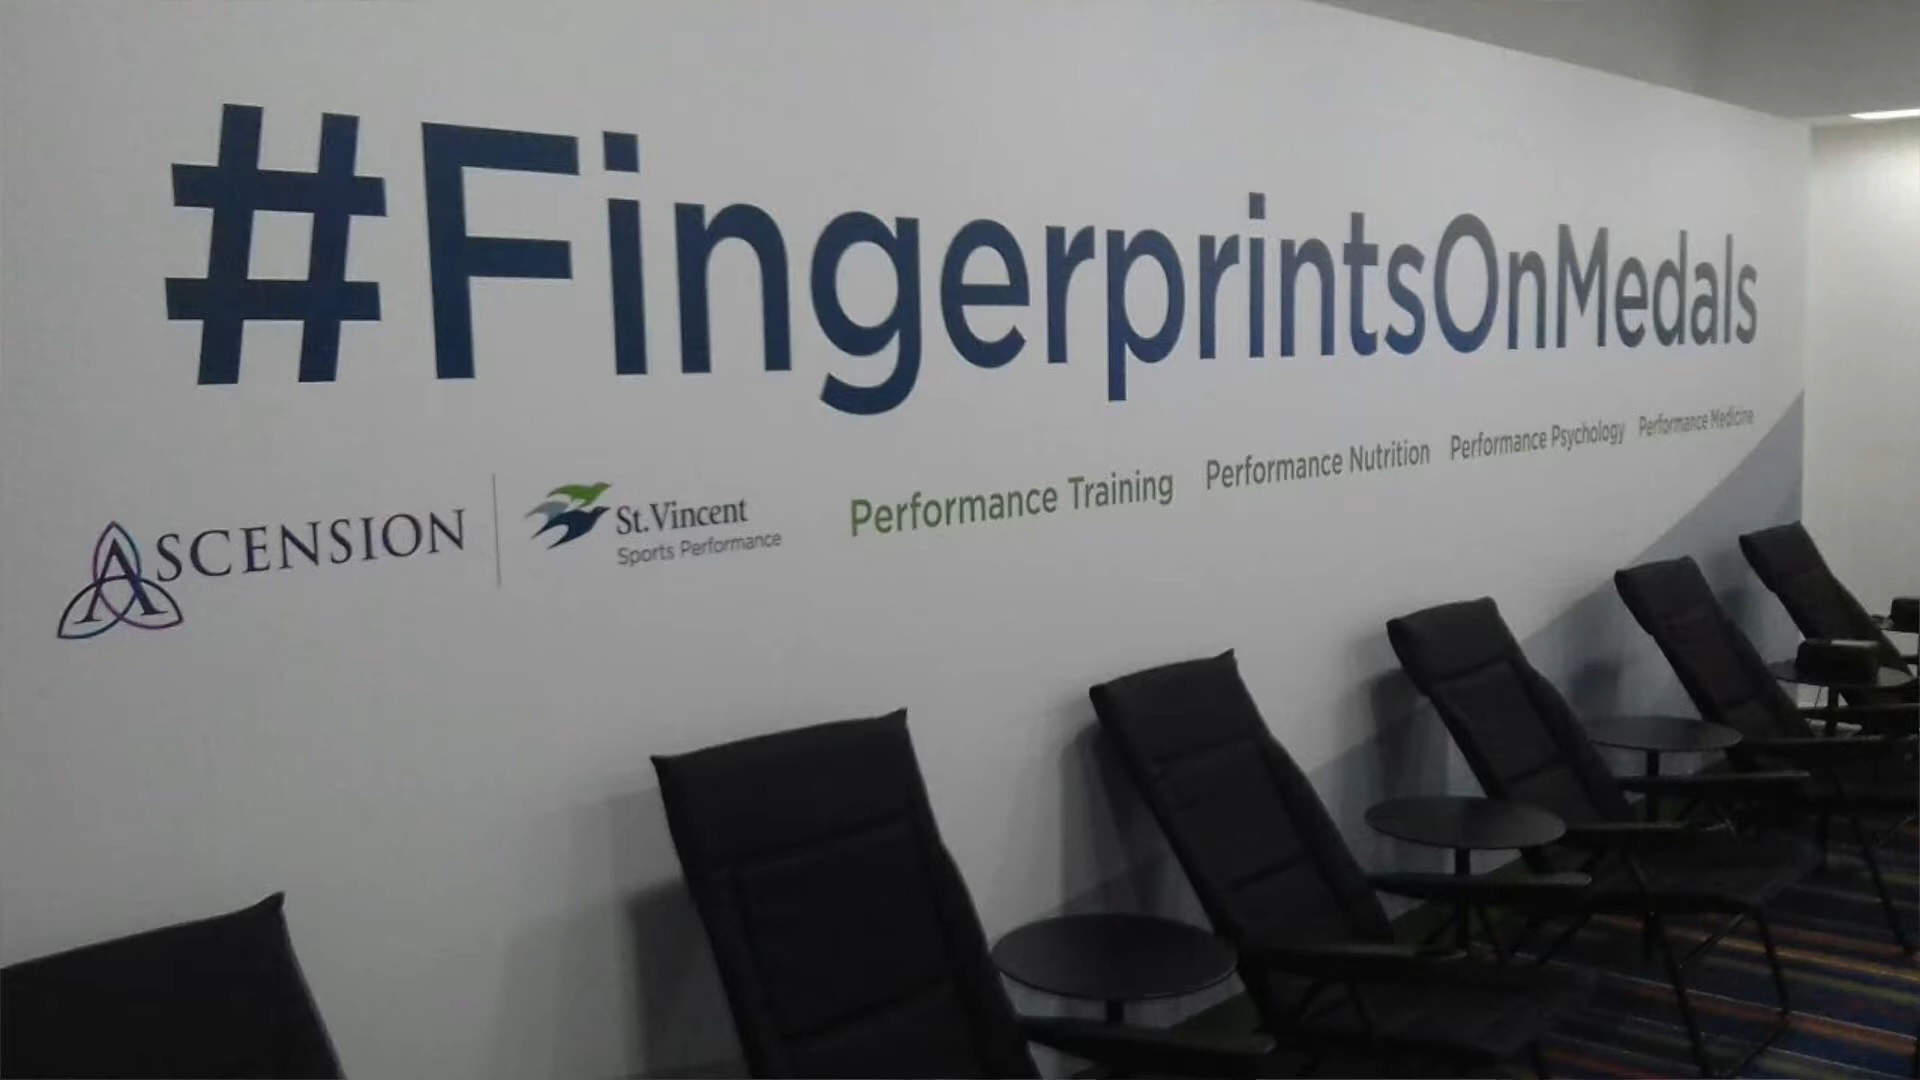 #FingerprintsOnMedals
ASCENSION
St.Vincent
Sports Performance
Performance Training Performance Nutrition Performance Psychology Performance Medicine